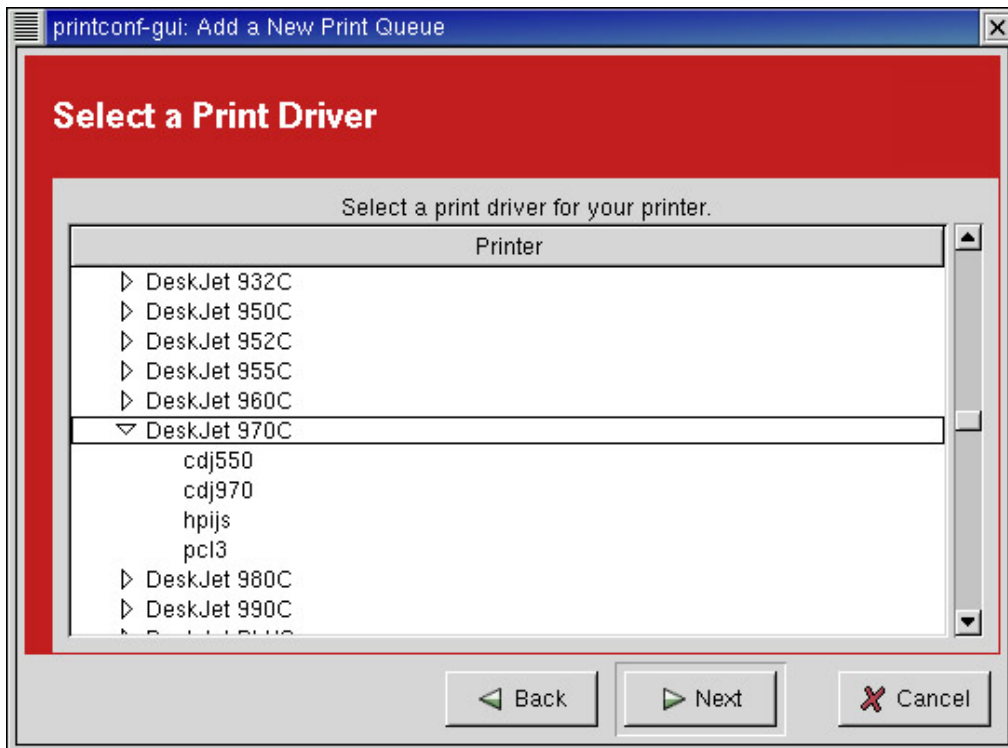 printconf-gui: Add a New Print Queue
Select a Print Driver
Select a print driver for your printer.
Printer
DeskJet 932C
DeskJet 950C
DeskJet 952C
DeskJet 955C
DeskJet 960C
DeskJet 970C
cdj550
cdj970
hpijs
pcl3
DeskJet 980C
DeskJet 990C
Back
Next
Cancel